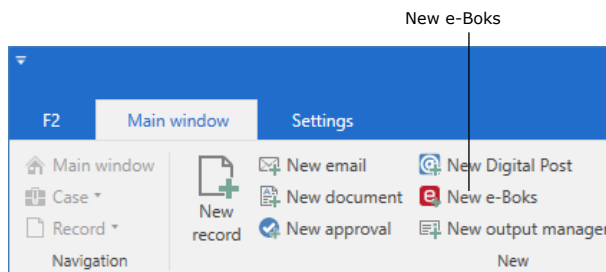 New e-Boks
F2 Main window Settings
Main window
Case
Record
Navigation
New
record
New email
New document
New approval
New Digital Post
New e-Boks
New output manager
New